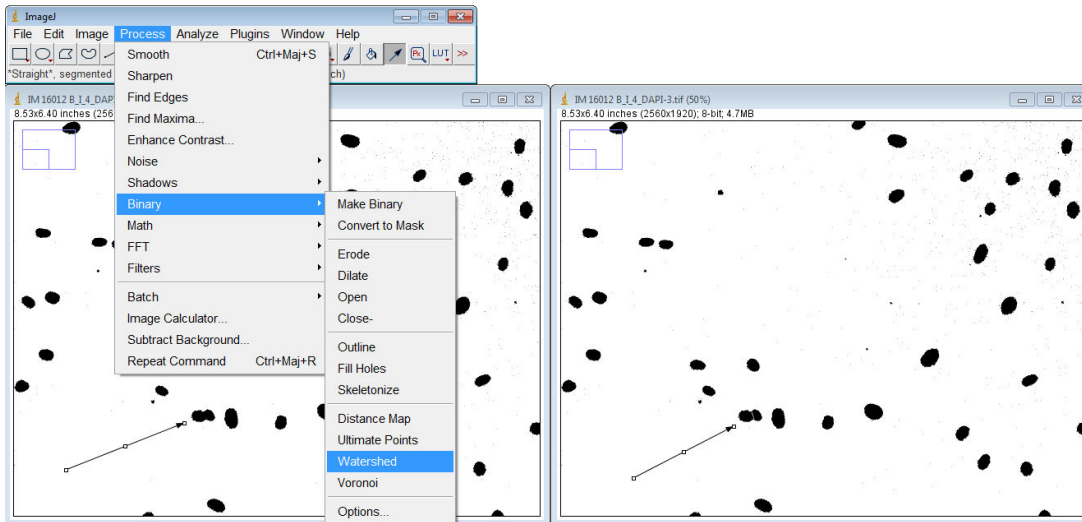 ImageJ
File Edit Image Process Analyze Plugins Window Help
LUT
*Straight*, segmented
ch)
Smooth Ctrl+Maj+S
Sharpen
Find Edges
Find Maxima...
Enhance Contrast...
Noise
Shadows
Binary
Math
FFT
Filters
Batch
Image Calculator...
Subtract Background...
Repeat Command Ctrl+Maj+R
Make Binary
Convert to Mask
Erode
Dilate
Open
Close-
Outline
Fill Holes
Skeletonize
Distance Map
Ultimate Points
Watershed
Voronoi
Options...
IM 16012 B_I_4_DAP
8.53x6.40 inches (256
IM 16012 B_I_4_DAPI-3.tif (50%)
8.53x6.40 inches (2560x1920); 8-bit; 4.7MB